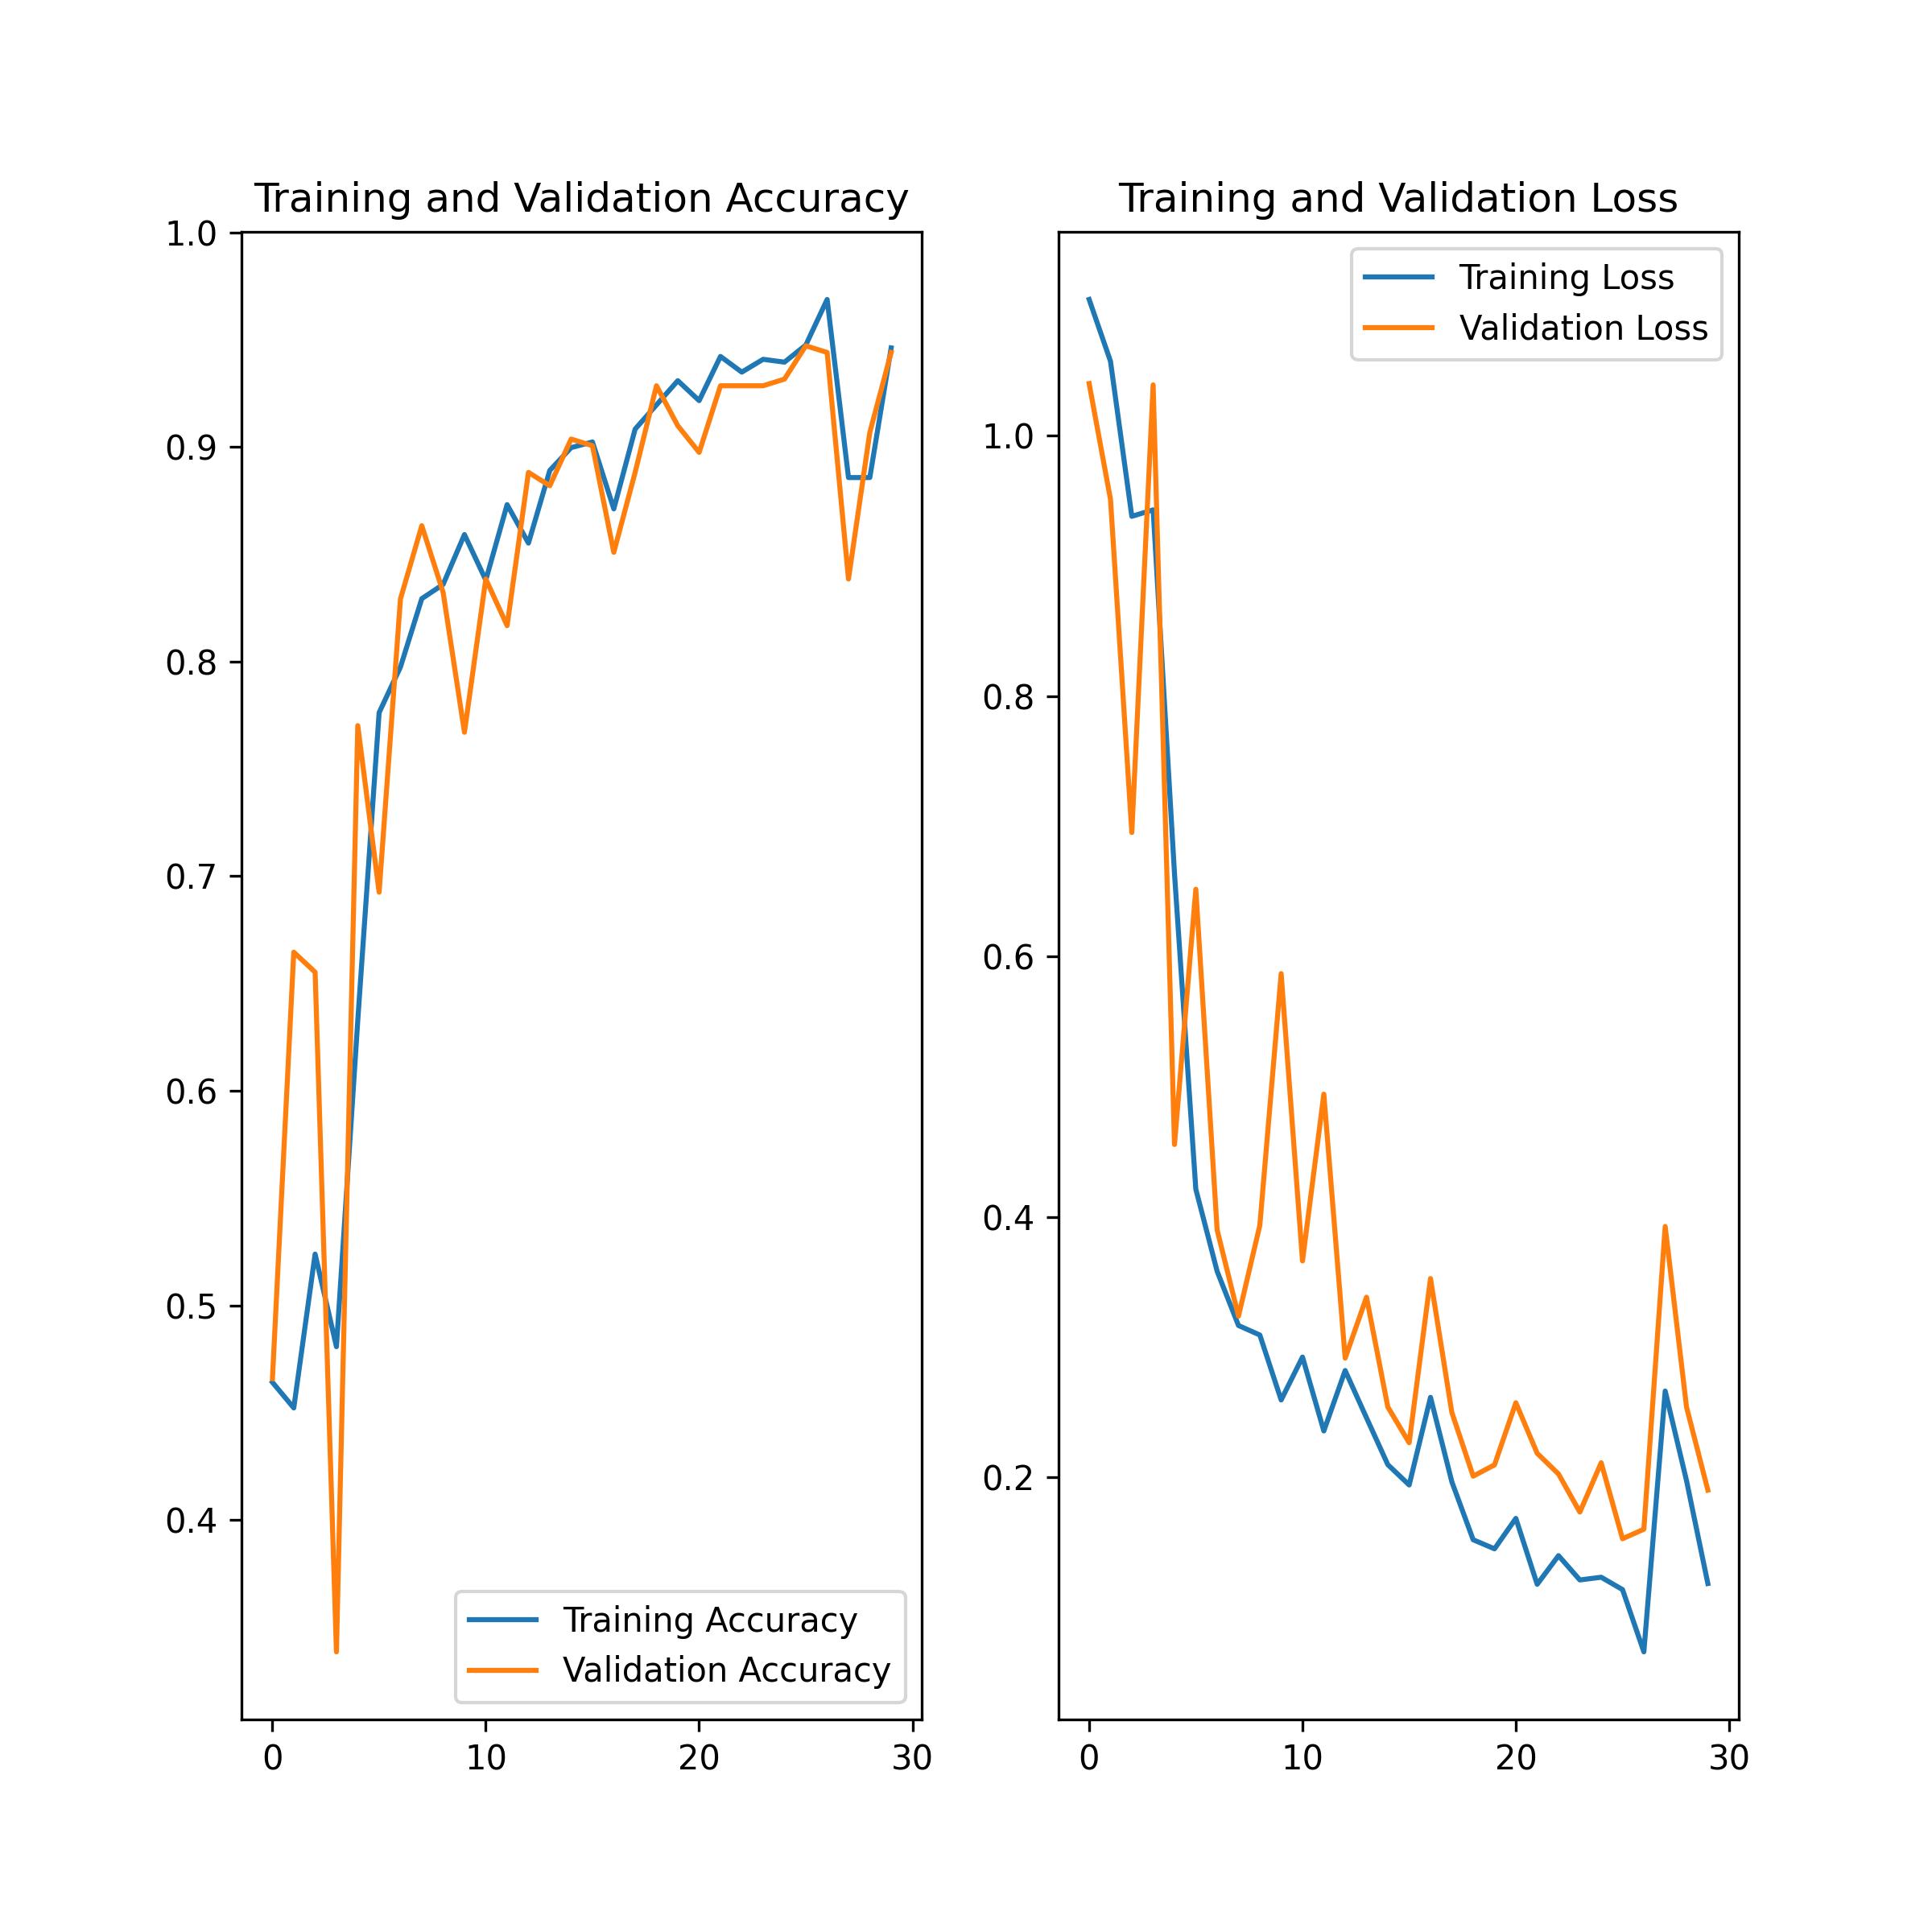 Training and Validation Accuracy
1.0
0.9
0.8
0.7
0.6
0.5
0.4
Training Accuracy
Validation Accuracy
0 10 20 30
Training and Validation Loss
Training Loss
Validation Loss
1.0
0.8
0.6
0.4
0.2
0 10 20 30